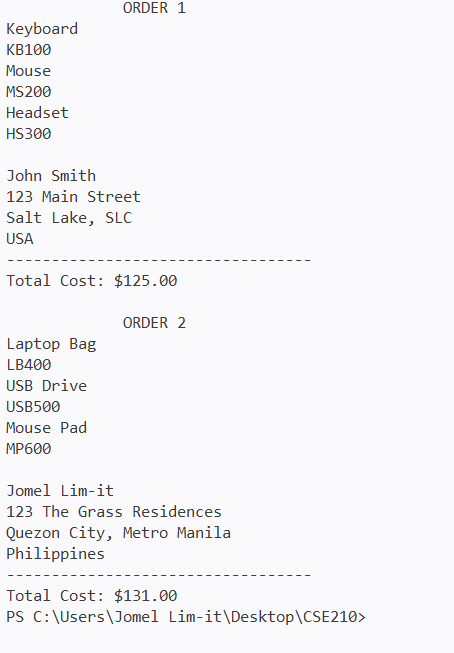 ORDER 1
Keyboard
KB100
Mouse
MS200
Headset
HS300
John Smith
123 Main Street
Salt Lake, SLC
USA
----------------------------------
Total Cost: $125.00
ORDER 2
Laptop Bag
LB400
USB Drive
USB500
Mouse Pad
MP600
Jomel Lim-it
123 The Grass Residences
Quezon City, Metro Manila
Philippines
----------------------------------
Total Cost: $131.00
PS C:\Users\Jomel Lim-it\Desktop\CSE210>